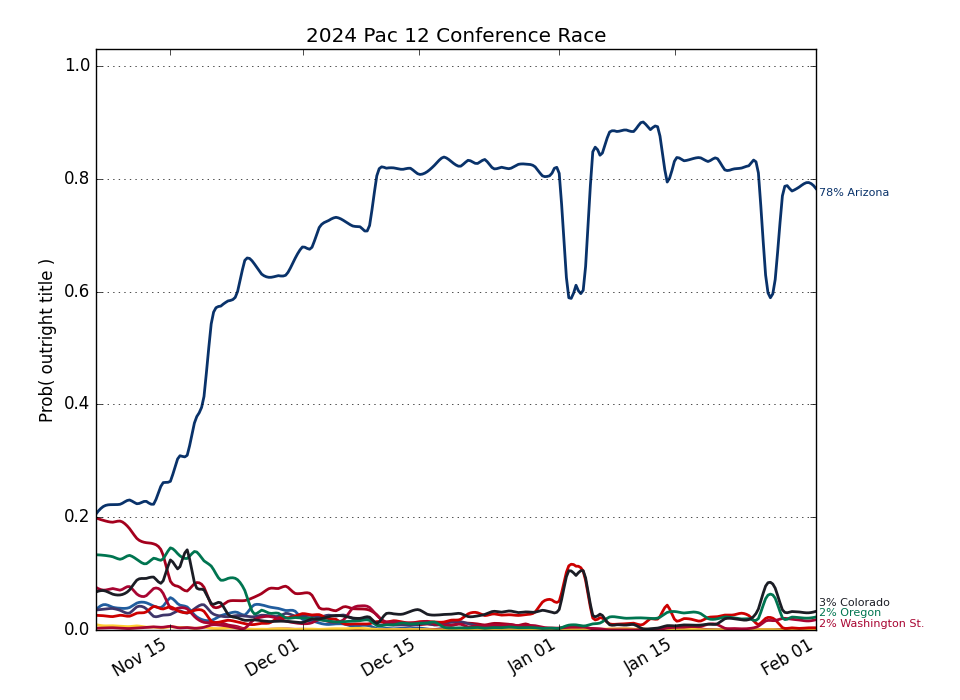 2024 Pac 12 Conference Race
1.0
0.8
0.6
0.4
0.2
0.0
Prob( outright title )
78% Arizona
3% Colorado
2% Oregon
2% Washington St.
Nov 15
Dec 01
Dec 15
Jan 01
Jan 15
Feb 01